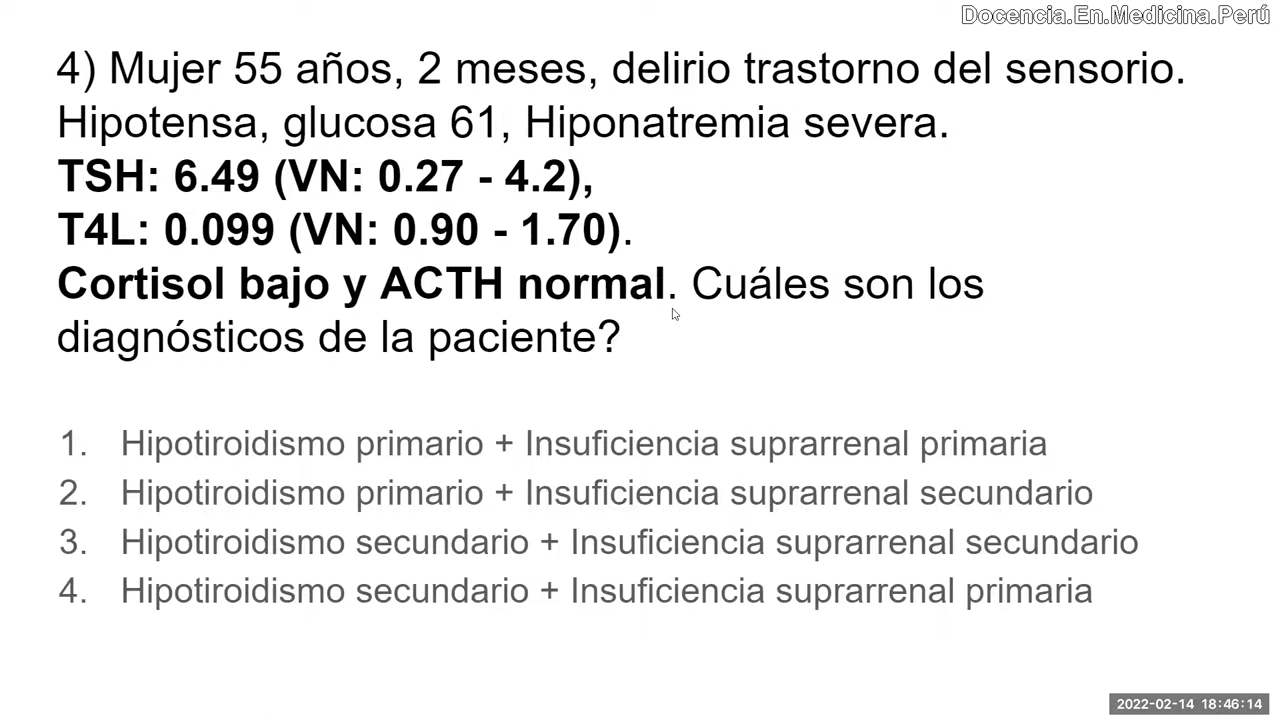 Docencia.En.Medicina.Perú
4) Mujer 55 años, 2 meses, delirio trastorno del sensorio.
Hipotensa, glucosa 61, Hiponatremia severa.
TSH: 6.49 (VN: 0.27 - 4.2),
T4L: 0.099 (VN: 0.90 - 1.70).
Cortisol bajo y ACTH normal. Cuáles son los
diagnósticos de la paciente?
1. Hipotiroidismo primario + Insuficiencia suprarrenal primaria
2. Hipotiroidismo primario + Insuficiencia suprarrenal secundario
3. Hipotiroidismo secundario + Insuficiencia suprarrenal secundario
4. Hipotiroidismo secundario + Insuficiencia suprarrenal primaria
2022-02-14 18:46:14